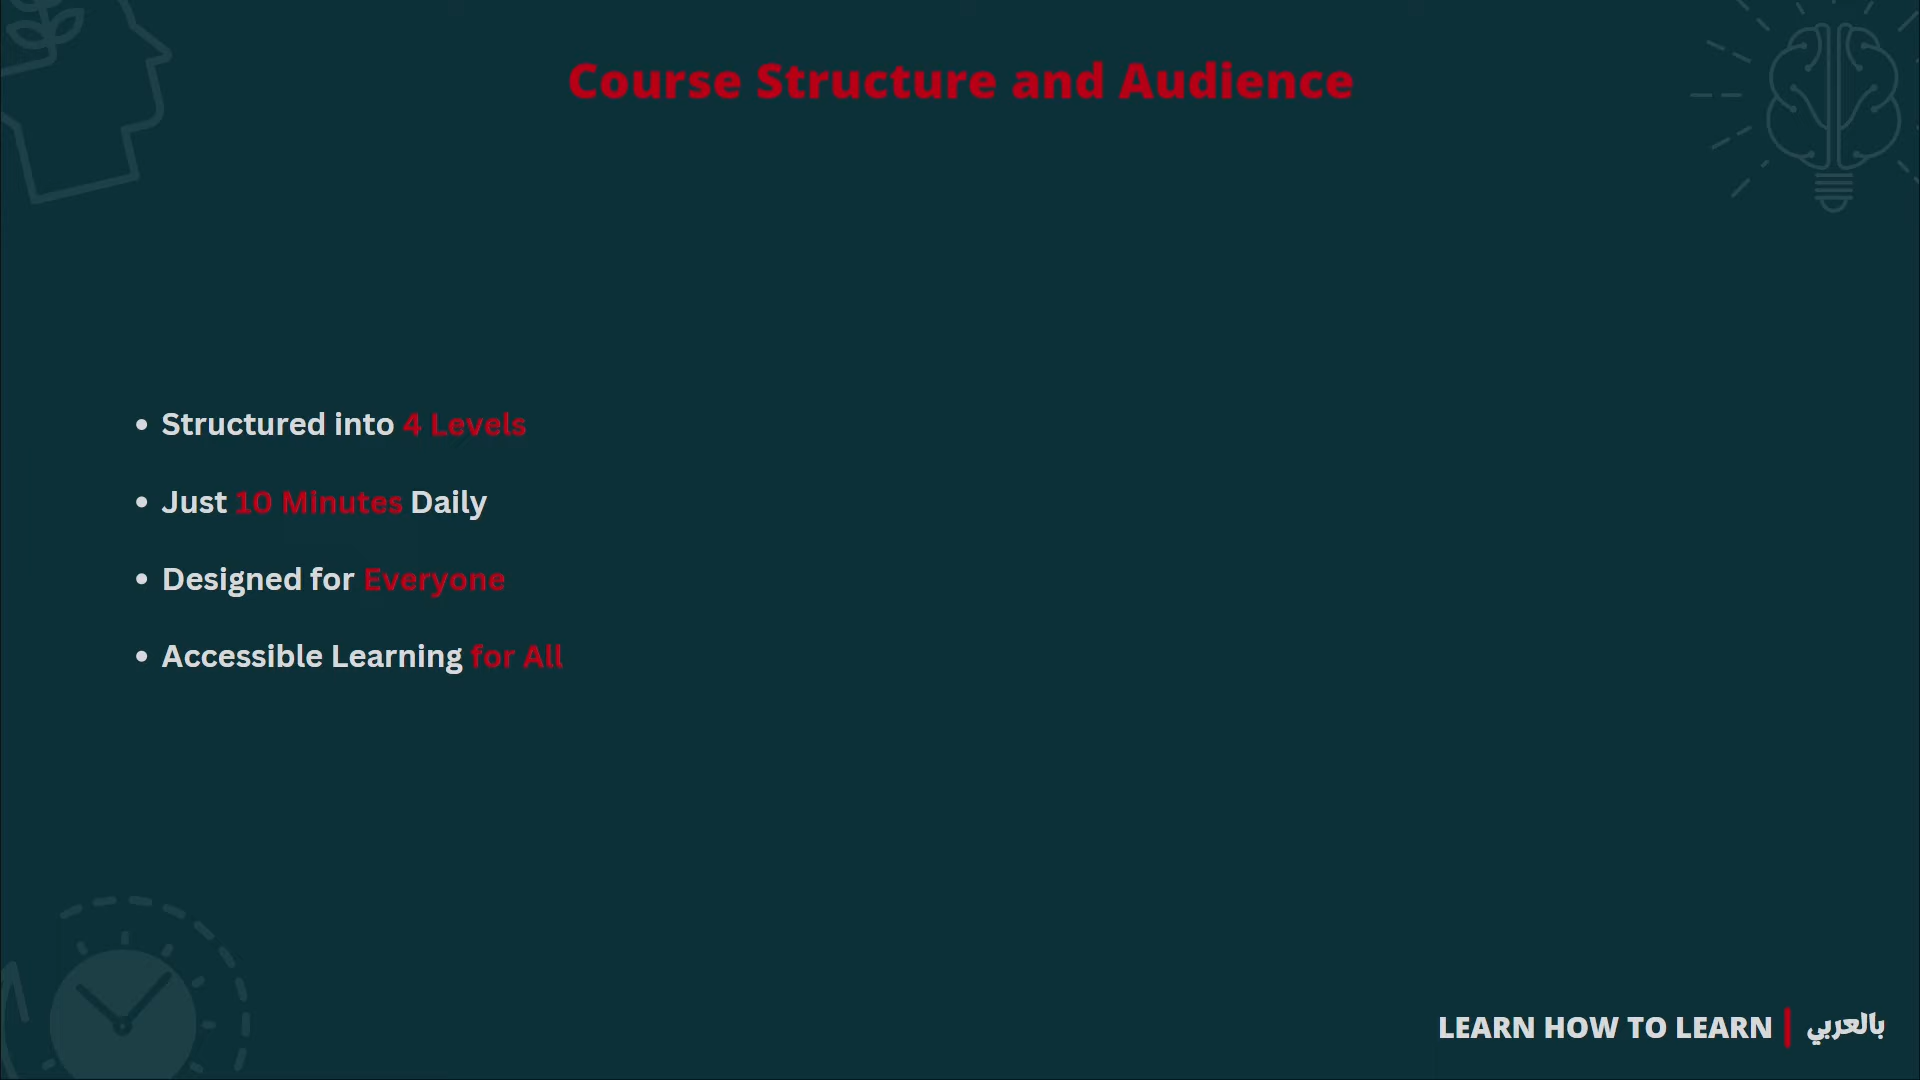 Course Structure and Audience
• Structured into 4 Levels
• Just 10 Minutes Daily
• Designed for Everyone
• Accessible Learning for All
LEARN HOW TO LEARN | بالعربي